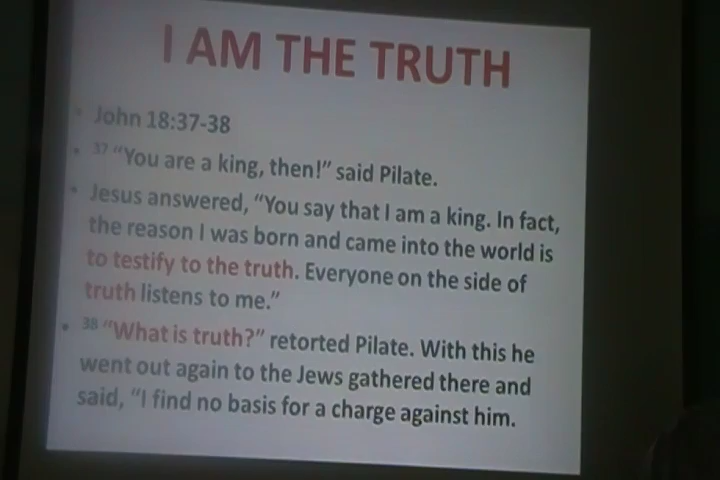 I AM THE TRUTH
• John 18:37-38
• 37 "You are a king, then!" said Pilate.
• Jesus answered, "You say that I am a king. In fact,
the reason I was born and came into the world is
to testify to the truth. Everyone on the side of
truth listens to me."
• 38 "What is truth?" retorted Pilate. With this he
went out again to the Jews gathered there and
said, "I find no basis for a charge against him.